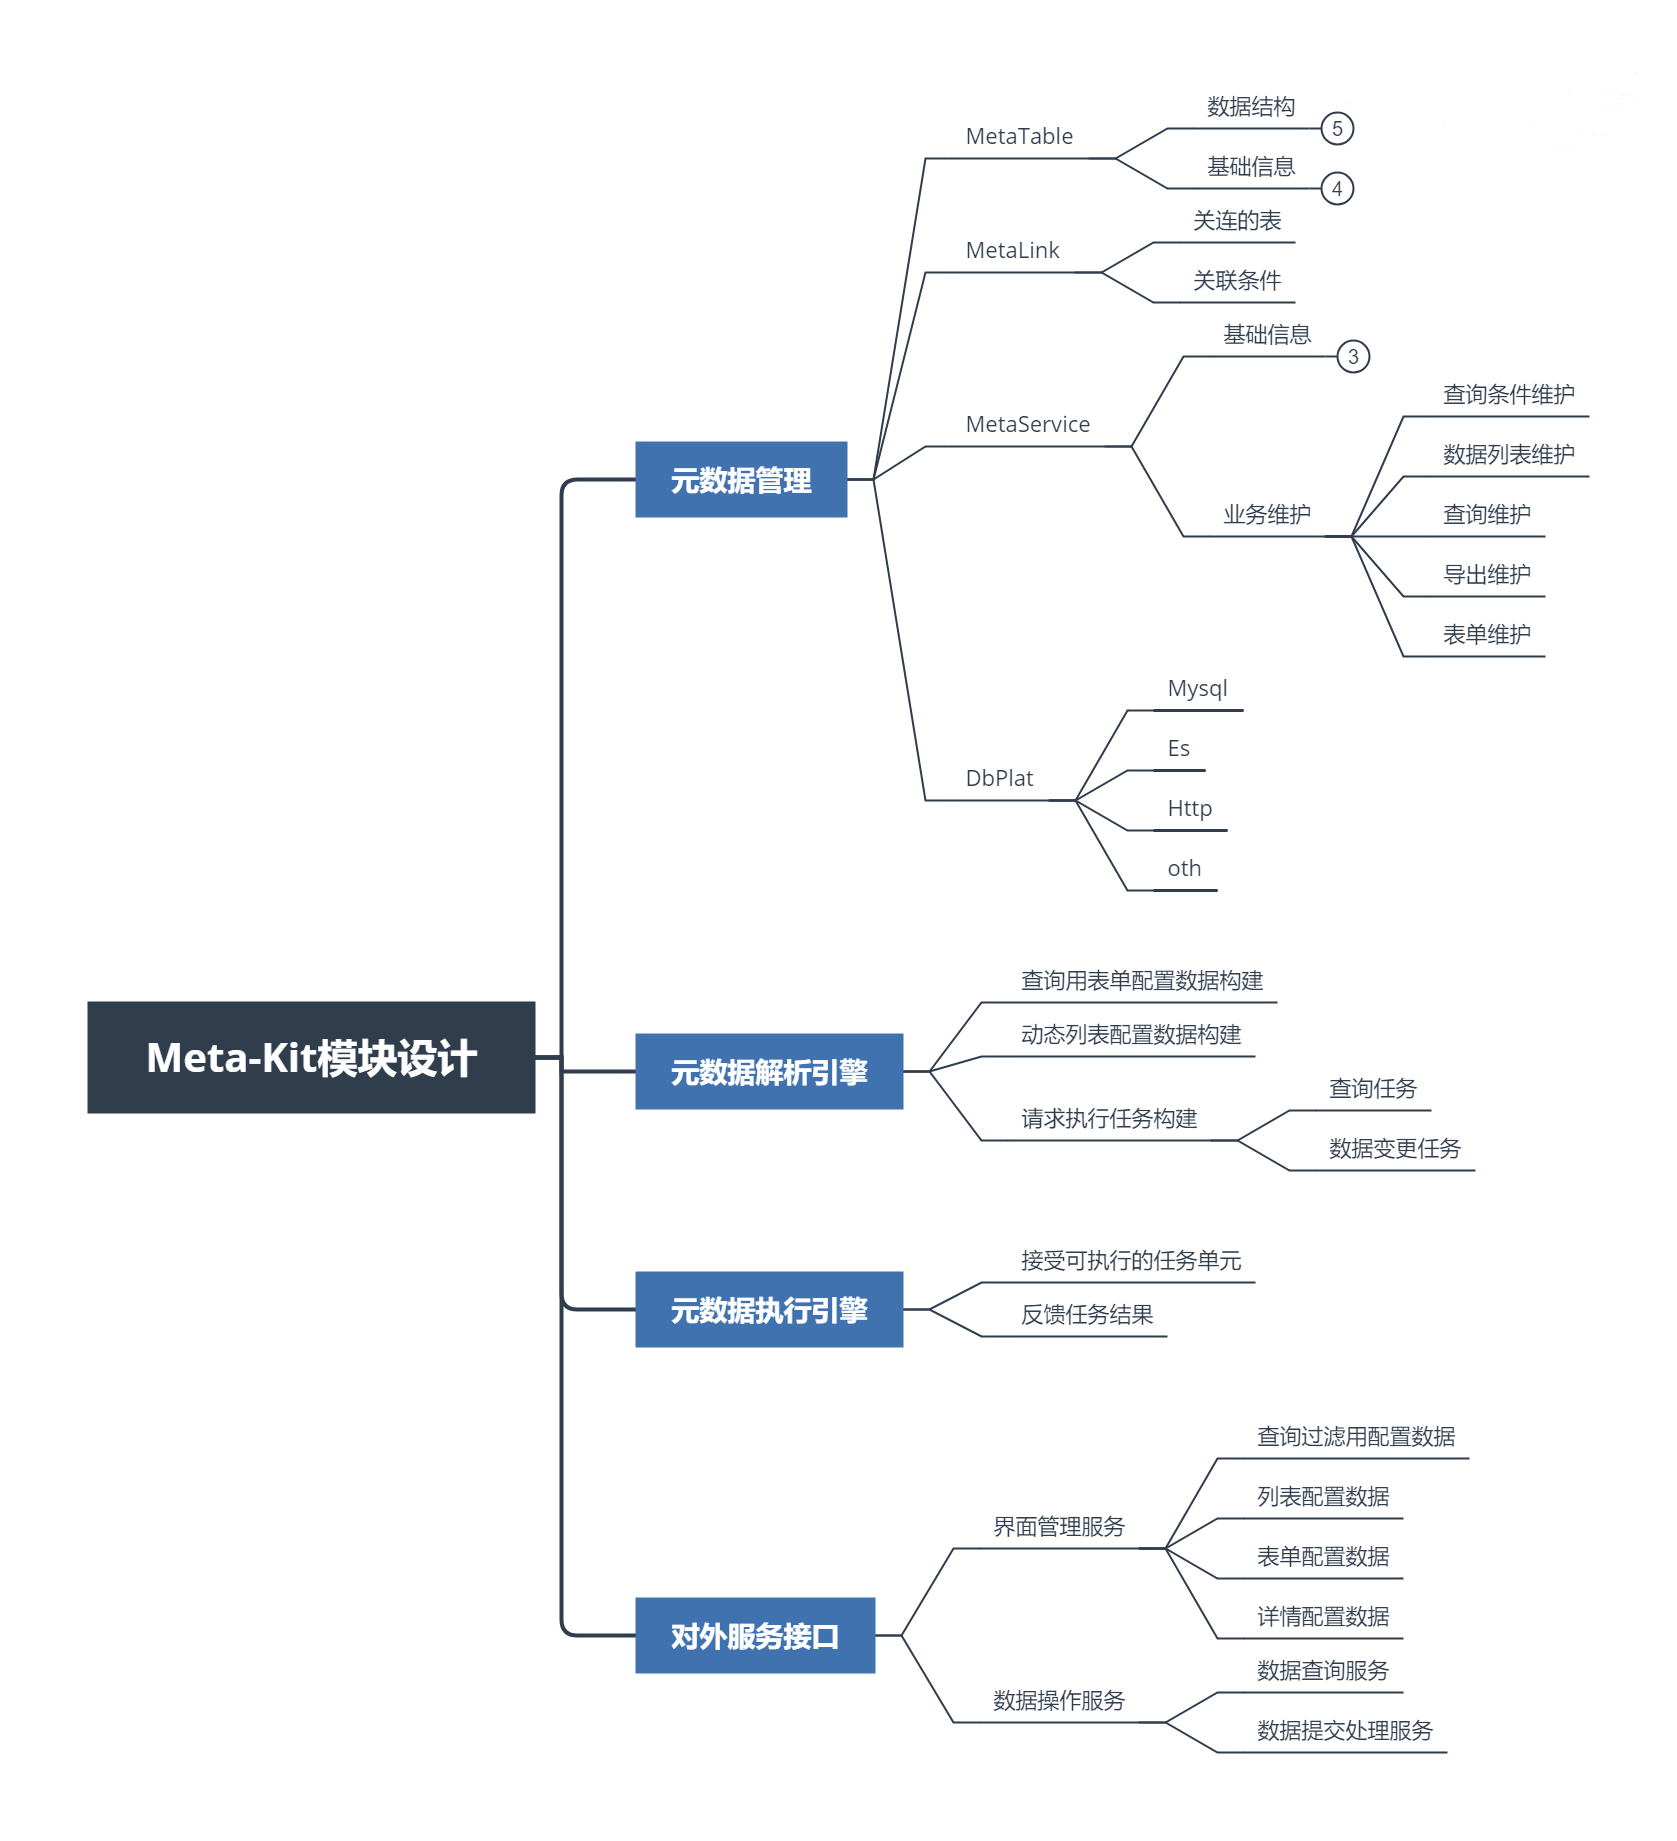 Meta-Kit模块设计
元数据管理
MetaTable
数据结构
5
基础信息
4
MetaLink
关连的表
关联条件
MetaService
基础信息
3
业务维护
查询条件维护
数据列表维护
查询维护
导出维护
表单维护
DbPlat
Mysql
Es
Http
oth
元数据解析引擎
查询用表单配置数据构建
动态列表配置数据构建
请求执行任务构建
查询任务
数据变更任务
元数据执行引擎
接受可执行的任务单元
反馈任务结果
对外服务接口
界面管理服务
查询过滤用配置数据
列表配置数据
表单配置数据
详情配置数据
数据操作服务
数据查询服务
数据提交处理服务